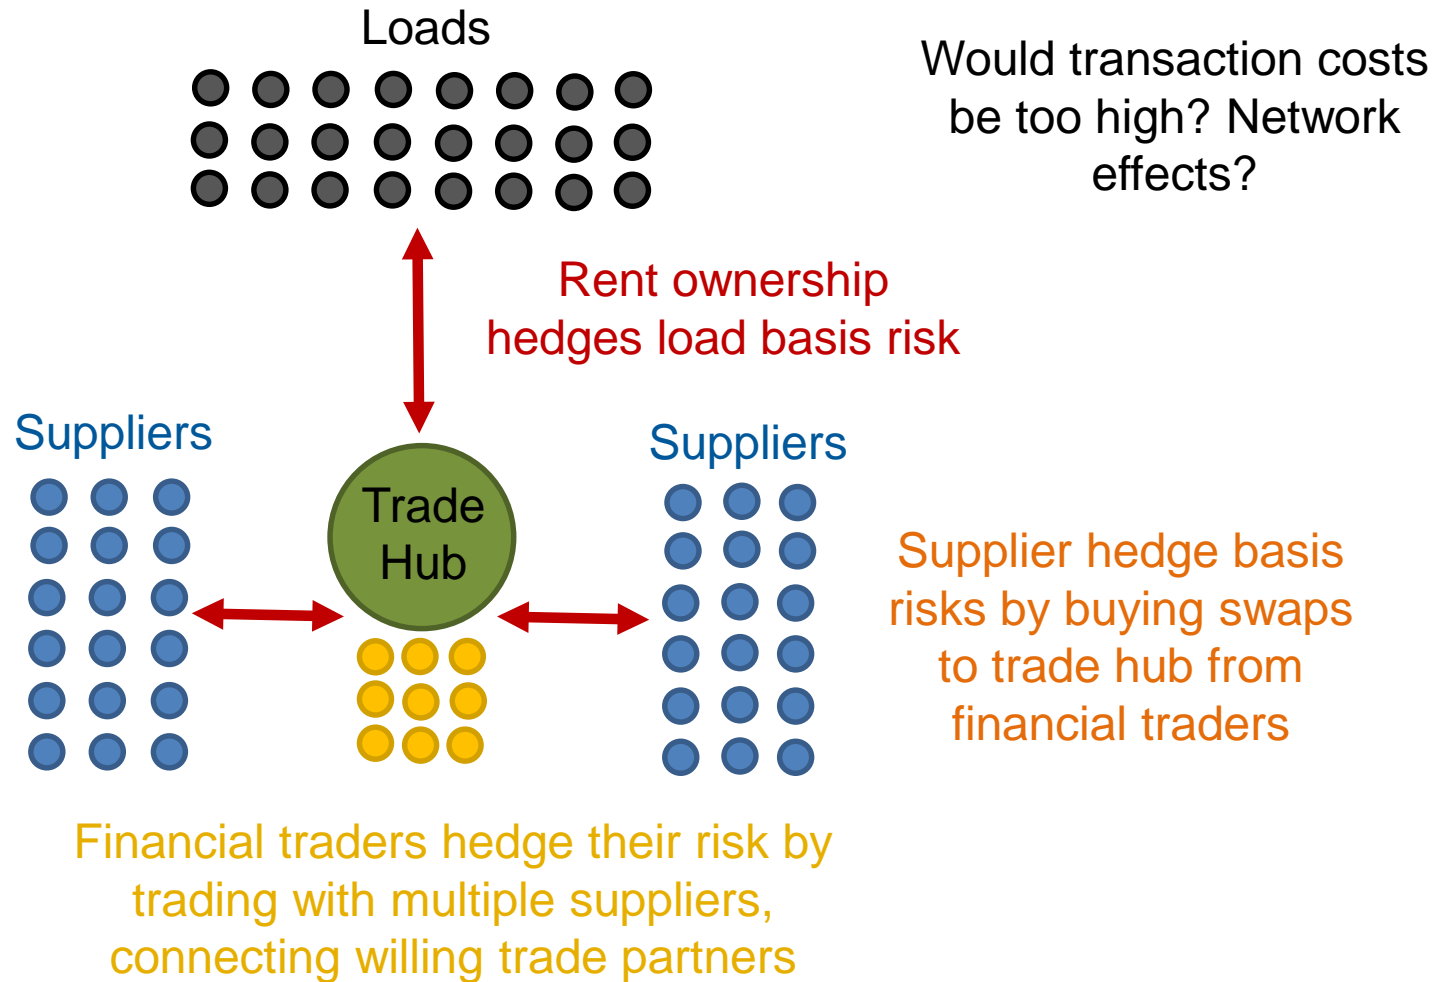 Loads
Would transaction costs
be too high? Network
effects?
Rent ownership
hedges load basis risk
Suppliers
Trade
Hub
Suppliers
Supplier hedge basis
risks by buying swaps
to trade hub from
financial traders
Financial traders hedge their risk by
trading with multiple suppliers,
connecting willing trade partners